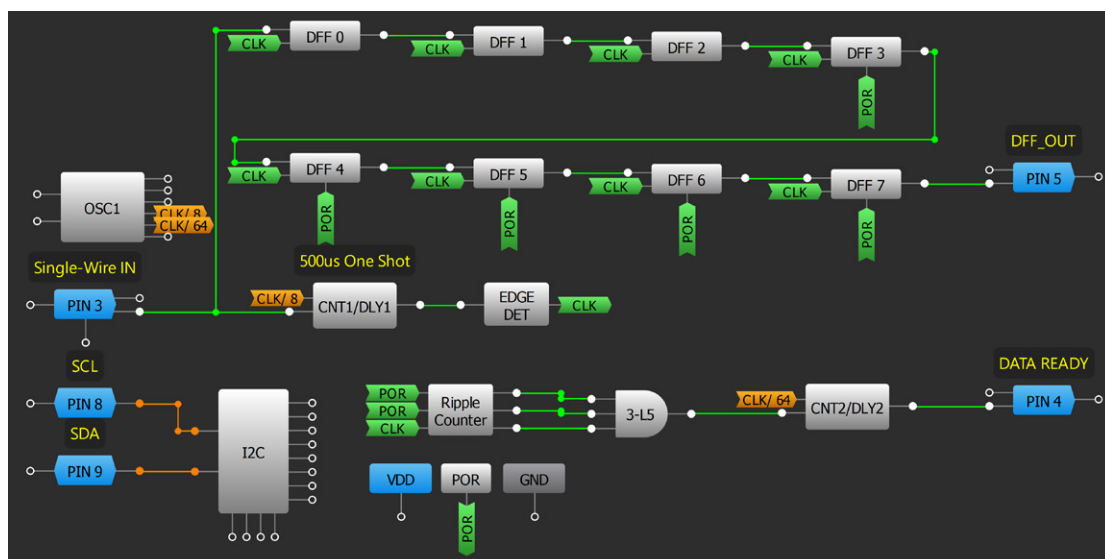 CLK DFF 0 CLK DFF 1 CLK DFF 2 CLK DFF 3
POR
DFF_OUT
CLK DFF 4 CLK DFF 5 CLK DFF 6 CLK DFF 7 PIN 5
POR POR POR POR
OSC1
CLK/ 8
CLK/ 64
Single-Wire IN
PIN 3
500us One Shot
CLK/ 8
CNT1/DLY1
EDGE
DET
CLK
SCL
PIN 8
SDA
PIN 9
I2C
POR
POR
CLK
Ripple
Counter
3-L5
CLK/ 64
CNT2/DLY2
DATA READY
PIN 4
VDD POR GND
POR